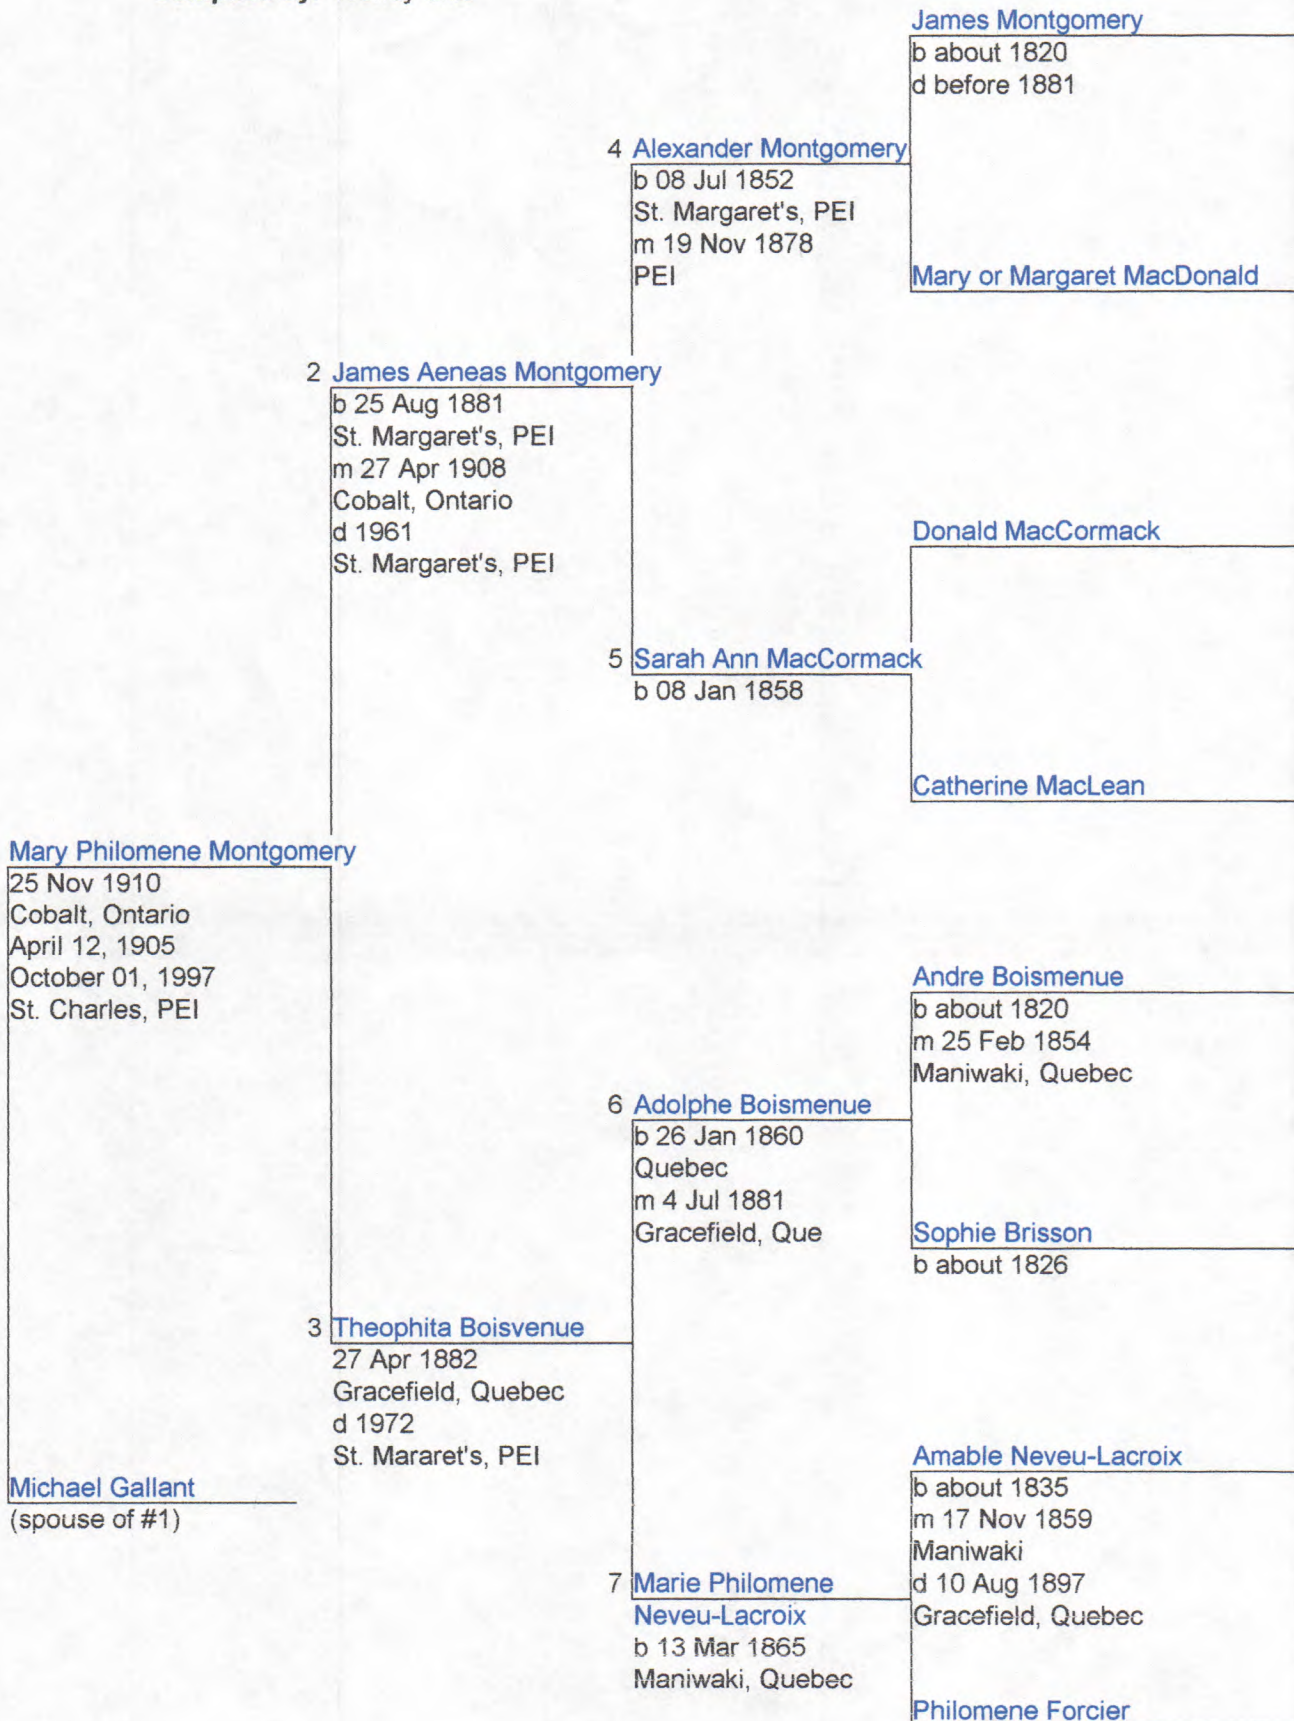 James Montgomery
b about 1820
d before 1881
4 Alexander Montgomery
b 08 Jul 1852
St. Margaret's, PEI
m 19 Nov 1878
PEI
Mary or Margaret MacDonald
2 James Aeneas Montgomery
b 25 Aug 1881
St. Margaret's, PEI
m 27 Apr 1908
Cobalt, Ontario
d 1961
St. Margaret's, PEI
Donald MacCormack
5 Sarah Ann MacCormack
b 08 Jan 1858
Catherine MacLean
Mary Philomene Montgomery
25 Nov 1910
Cobalt, Ontario
April 12, 1905
October 01, 1997
St. Charles, PEI
Andre Boismenue
b about 1820
m 25 Feb 1854
Maniwaki, Quebec
6 Adolphe Boismenue
b 26 Jan 1860
Quebec
m 4 Jul 1881
Gracefield, Que
Sophie Brisson
b about 1826
3 Theophita Boisvenue
27 Apr 1882
Gracefield, Quebec
d 1972
St. Mararet's, PEI
Michael Gallant
(spouse of #1)
Amable Neveu-Lacroix
b about 1835
m 17 Nov 1859
Maniwaki
d 10 Aug 1897
Gracefield, Quebec
7 Marie Philomene
Neveu-Lacroix
b 13 Mar 1865
Maniwaki, Quebec
Philomene Forcier